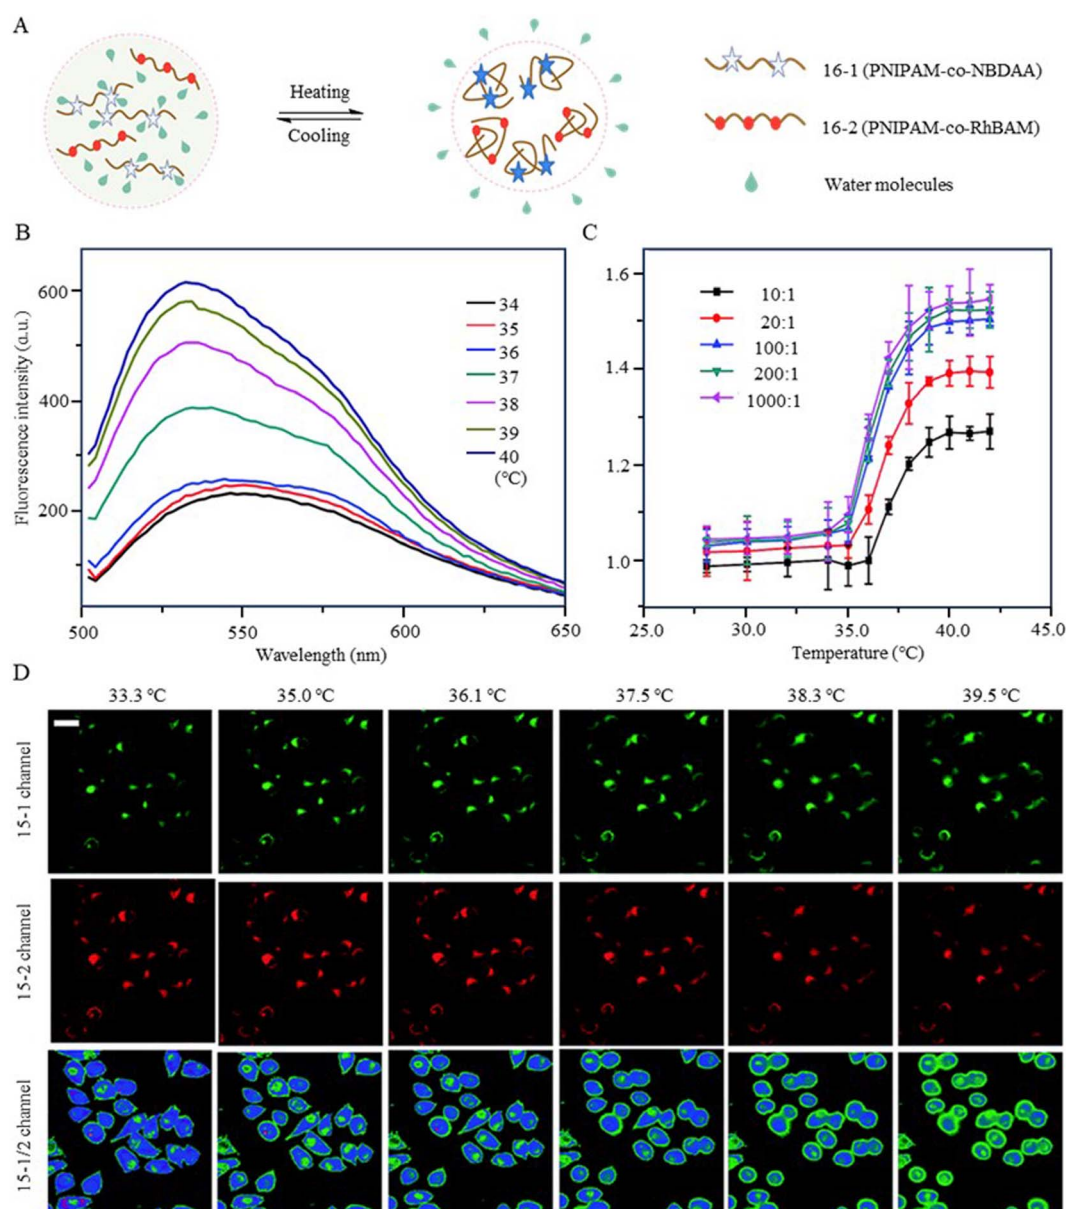 A
Heating
Cooling
16-1 (PNIPAM-co-NBDAA)
16-2 (PNIPAM-co-RhBAM)
Water molecules
B
Fluorescence intensity (a.u.)
600
400
200
500 550 600 650
Wavelength (nm)
34
35
36
37
38
39
40
(°C)
C
1.6
1.4
1.2
1.0
25.0 30.0 35.0 40.0 45.0
Temperature (°C)
10:1
20:1
100:1
200:1
1000:1
D
33.3 °C 35.0 °C 36.1 °C 37.5 °C 38.3 °C 39.5 °C
15-1 channel
15-2 channel
15-1/2 channel